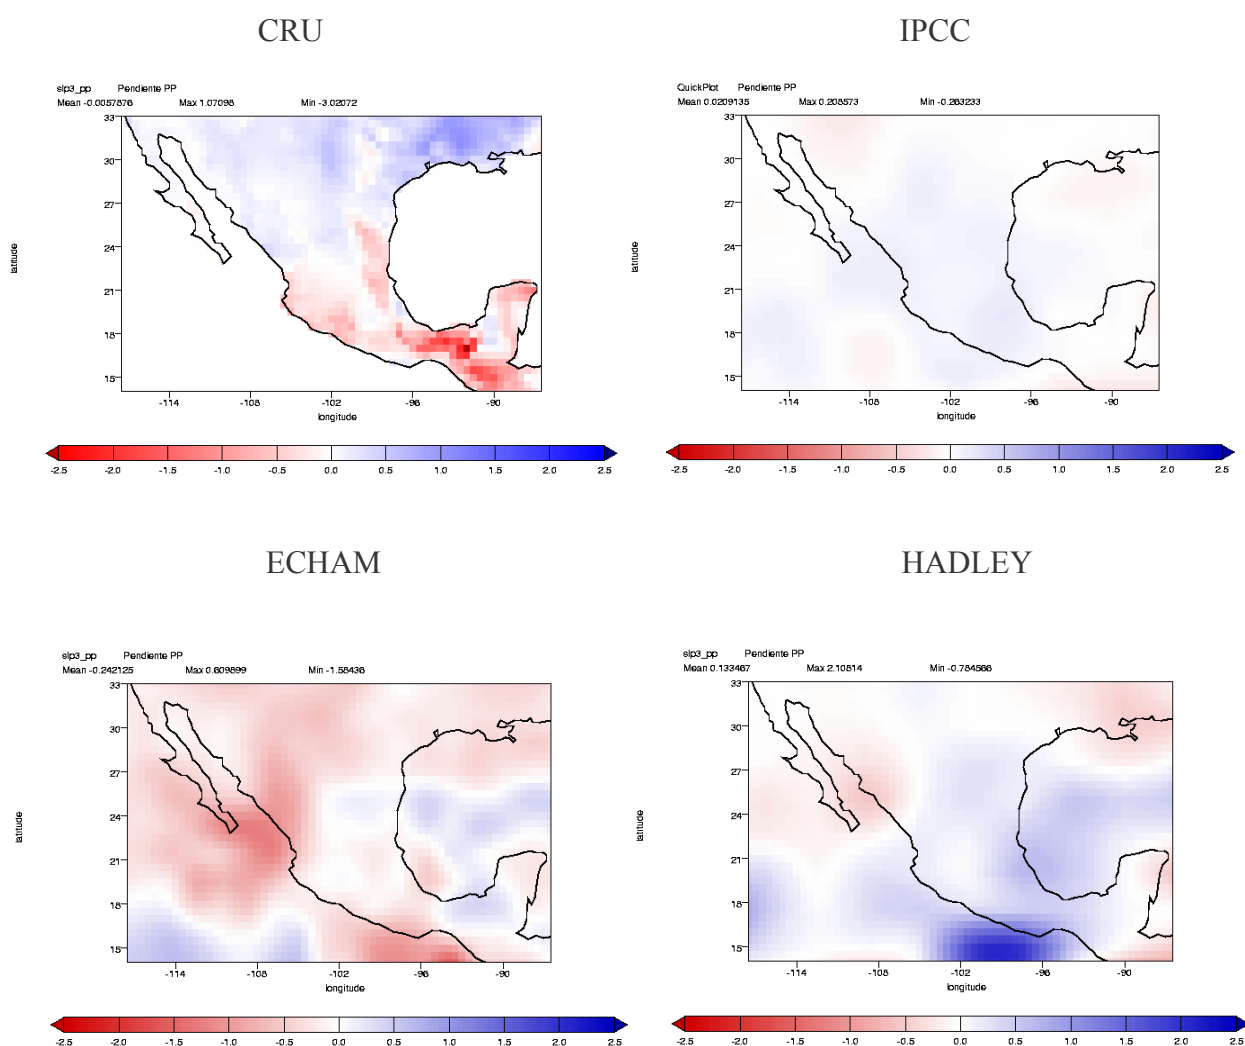 CRU
IPCC
slp3_pp Pendiente PP
Mean -0.0057876 Max 1.07098 Min -3.02072
33
30
27
24
21
18
15
latitude
-114 -108 -102 -96 -90
longitude
-2.5 -2.0 -1.5 -1.0 -0.5 0.0 0.5 1.0 1.5 2.0 2.5
QuickPlot Pendiente PP
Mean 0.0209135 Max 0.208573 Min -0.263233
33
30
27
24
21
18
15
latitude
-114 -108 -102 -96 -90
longitude
-2.5 -2.0 -1.5 -1.0 -0.5 0.0 0.5 1.0 1.5 2.0 2.5
ECHAM
HADLEY
slp3_pp Pendiente PP
Mean -0.242125 Max 0.609899 Min -1.58436
33
30
27
24
21
18
15
latitude
-114 -108 -102 -96 -90
longitude
-2.5 -2.0 -1.5 -1.0 -0.5 0.0 0.5 1.0 1.5 2.0 2.5
slp3_pp Pendiente PP
Mean 0.133467 Max 2.10814 Min -0.784566
33
30
27
24
21
18
15
latitude
-114 -108 -102 -96 -90
longitude
-2.5 -2.0 -1.5 -1.0 -0.5 0.0 0.5 1.0 1.5 2.0 2.5